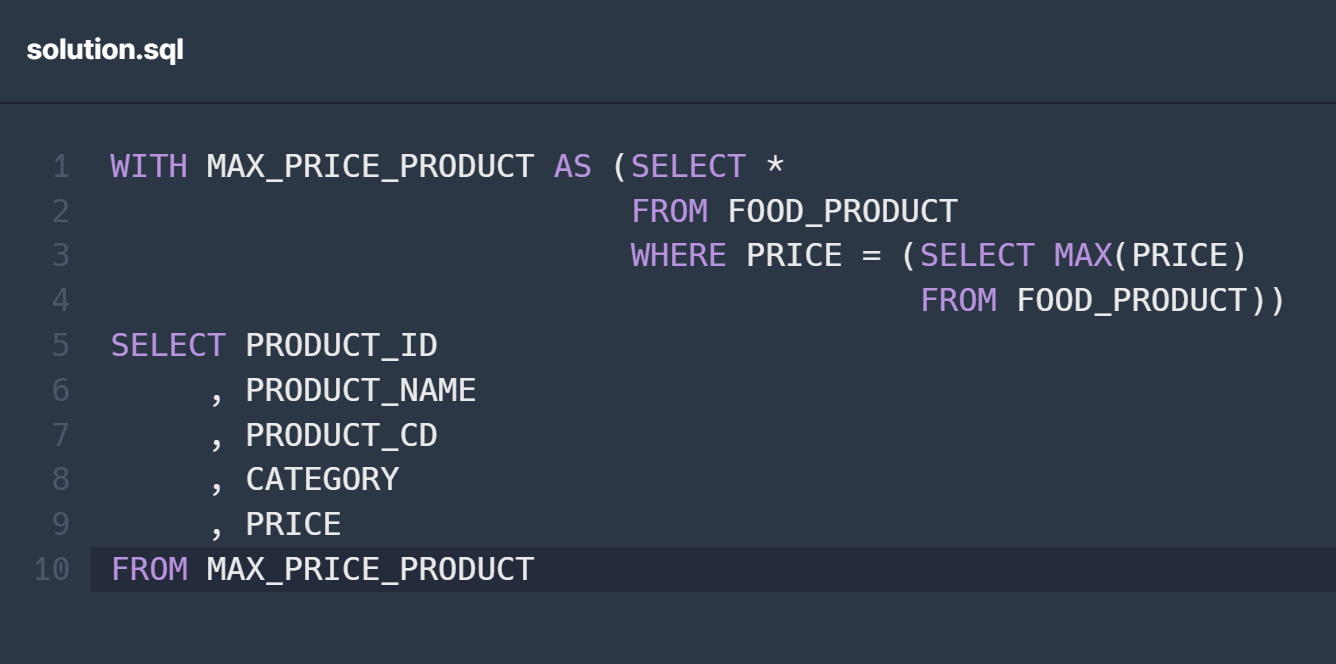 solution.sql
1 WITH MAX_PRICE_PRODUCT AS (SELECT *
2 FROM FOOD_PRODUCT
3 WHERE PRICE = (SELECT MAX(PRICE)
4 FROM FOOD_PRODUCT))
5 SELECT PRODUCT_ID
6 , PRODUCT_NAME
7 , PRODUCT_CD
8 , CATEGORY
9 , PRICE
10 FROM MAX_PRICE_PRODUCT